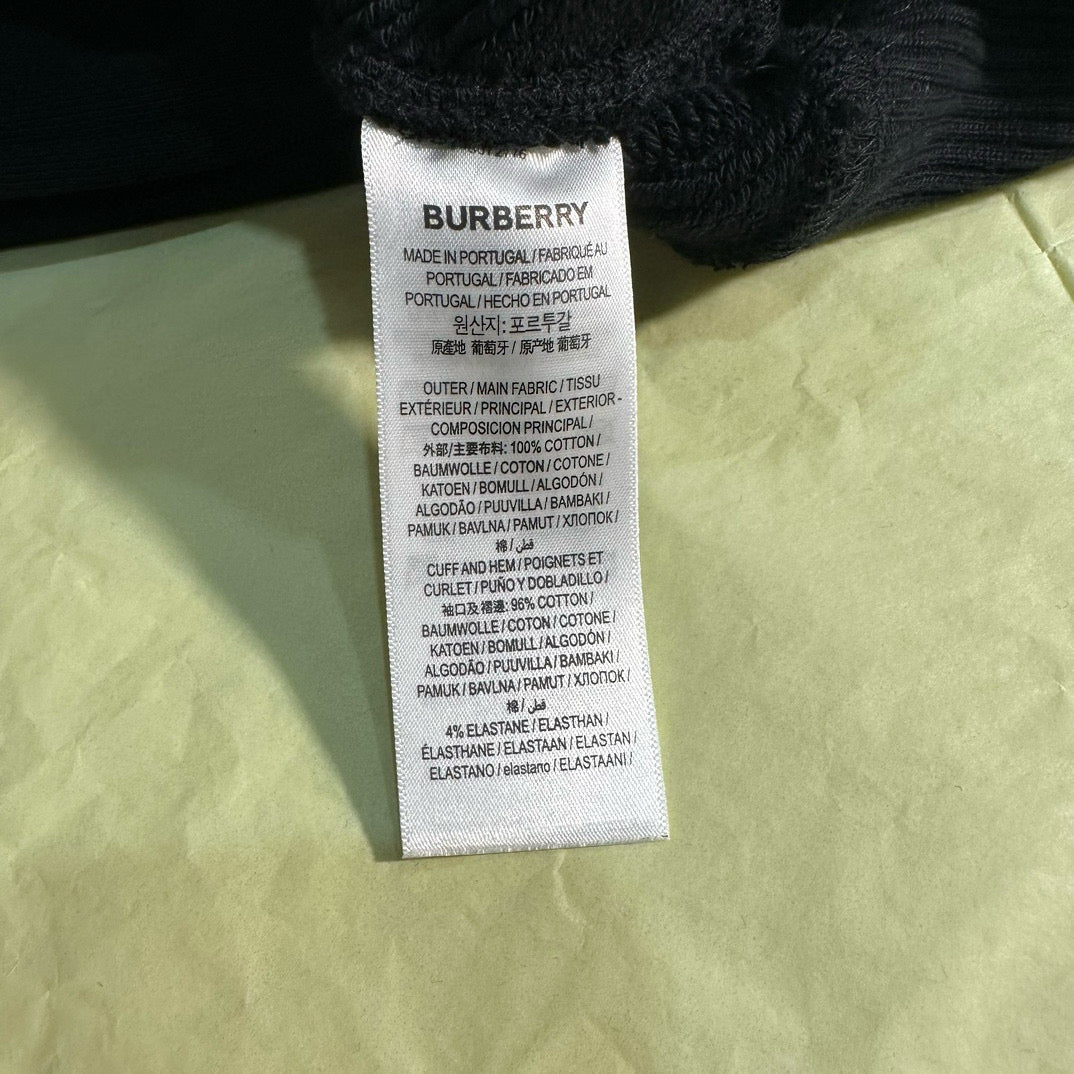 BURBERRY
MADE IN PORTUGAL / FABRIQUÉ AU
PORTUGAL / FABRICADO EM
PORTUGAL / HECHO EN PORTUGAL
원산지: 포르투갈
原產地 葡萄牙 / 原产地 葡萄牙
OUTER / MAIN FABRIC / TISSU
EXTÉRIEUR / PRINCIPAL / EXTERIOR -
COMPOSICION PRINCIPAL /
外部/主要布料: 100% COTTON /
BAUMWOLLE / COTON / COTONE /
KATOEN / BOMULL / ALGODÓN /
ALGODÃO / PUUVILLA / BAMBAKI /
PAMUK / BAVLNA / PAMUT / ХЛОПОК /
棉 / قطن
CUFF AND HEM / POIGNETS ET
CURLET / PUÑO Y DOBLADILLO /
袖口及褶邊: 96% COTTON /
BAUMWOLLE / COTON / COTONE /
KATOEN / BOMULL / ALGODÓN /
ALGODÃO / PUUVILLA / BAMBAKI /
PAMUK / BAVLNA / PAMUT / ХЛОПОК /
棉 / قطن
4% ELASTANE / ELASTHAN /
ÉLASTHANE / ELASTAAN / ELASTAN /
ELASTANO / elastano / ELASTAANI /